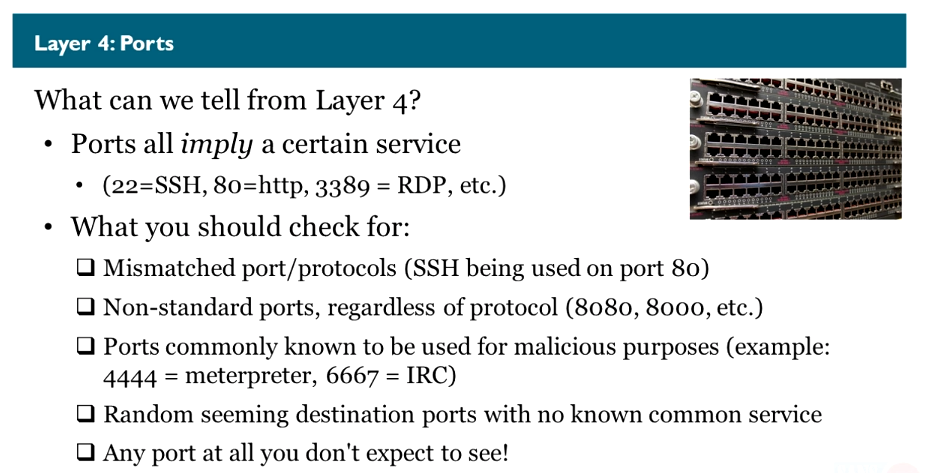 Layer 4: Ports
What can we tell from Layer 4?
• Ports all imply a certain service
• (22=SSH, 80=http, 3389 = RDP, etc.)
• What you should check for:
❑ Mismatched port/protocols (SSH being used on port 80)
❑ Non-standard ports, regardless of protocol (8080, 8000, etc.)
❑ Ports commonly known to be used for malicious purposes (example:
4444 = meterpreter, 6667 = IRC)
❑ Random seeming destination ports with no known common service
❑ Any port at all you don't expect to see!